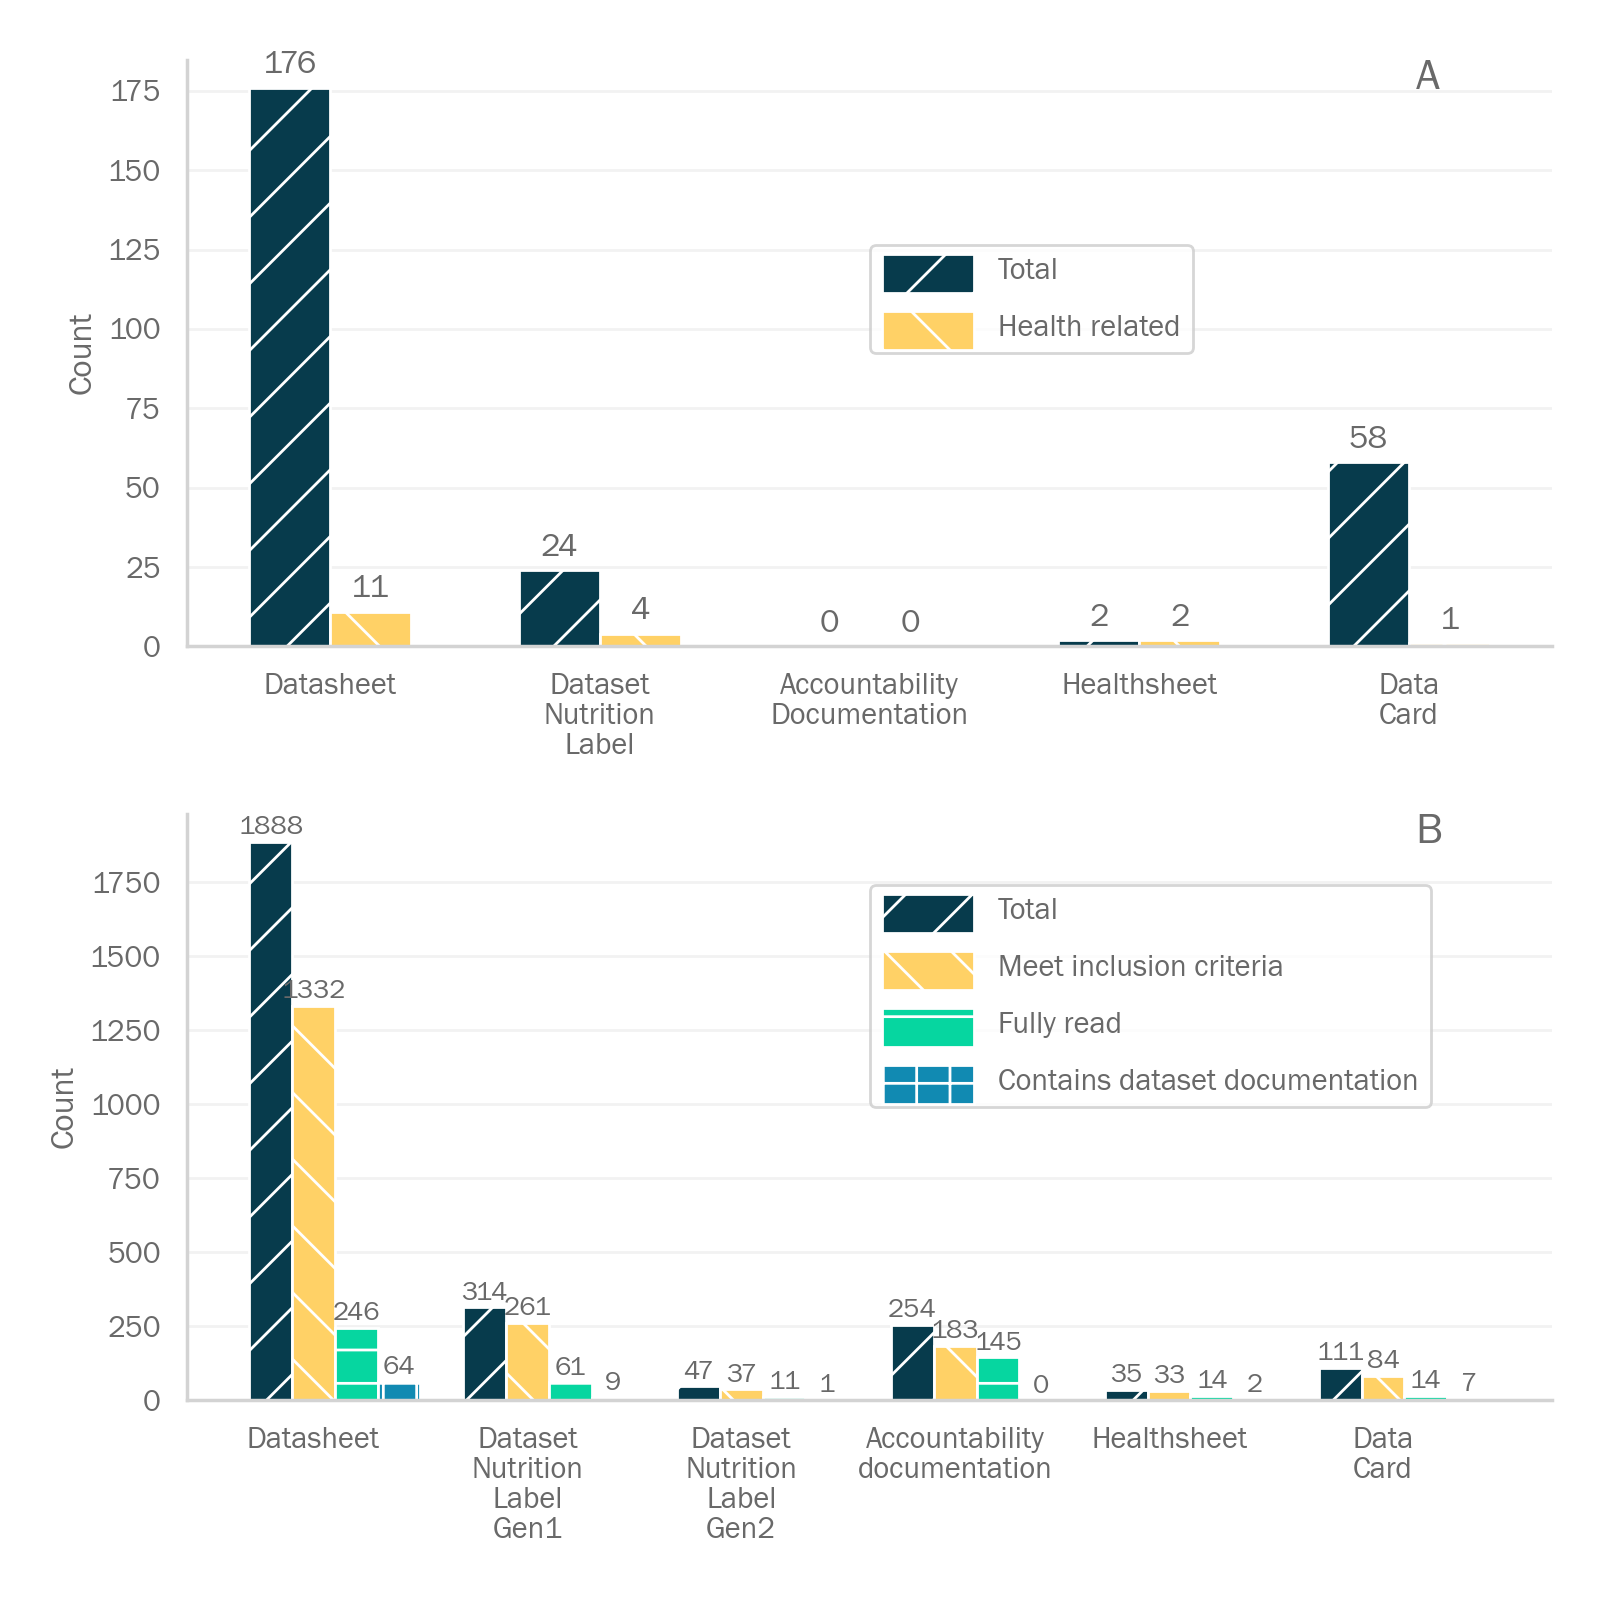 A
176
175
150
125
100
75
50
25
0
Count
11
24
4
0 0
2 2
58
1
Total
Health related
Datasheet
Dataset
Nutrition
Label
Accountability
Documentation
Healthsheet
Data
Card
B
1888
1750
1500
1250
1000
750
500
250
0
Count
1332
246
64
314
261
61
9
47 37 11 1
254
183
145
0
35 33 14 2
111
84
14 7
Total
Meet inclusion criteria
Fully read
Contains dataset documentation
Datasheet
Dataset
Nutrition
Label
Gen1
Dataset
Nutrition
Label
Gen2
Accountability
documentation
Healthsheet
Data
Card